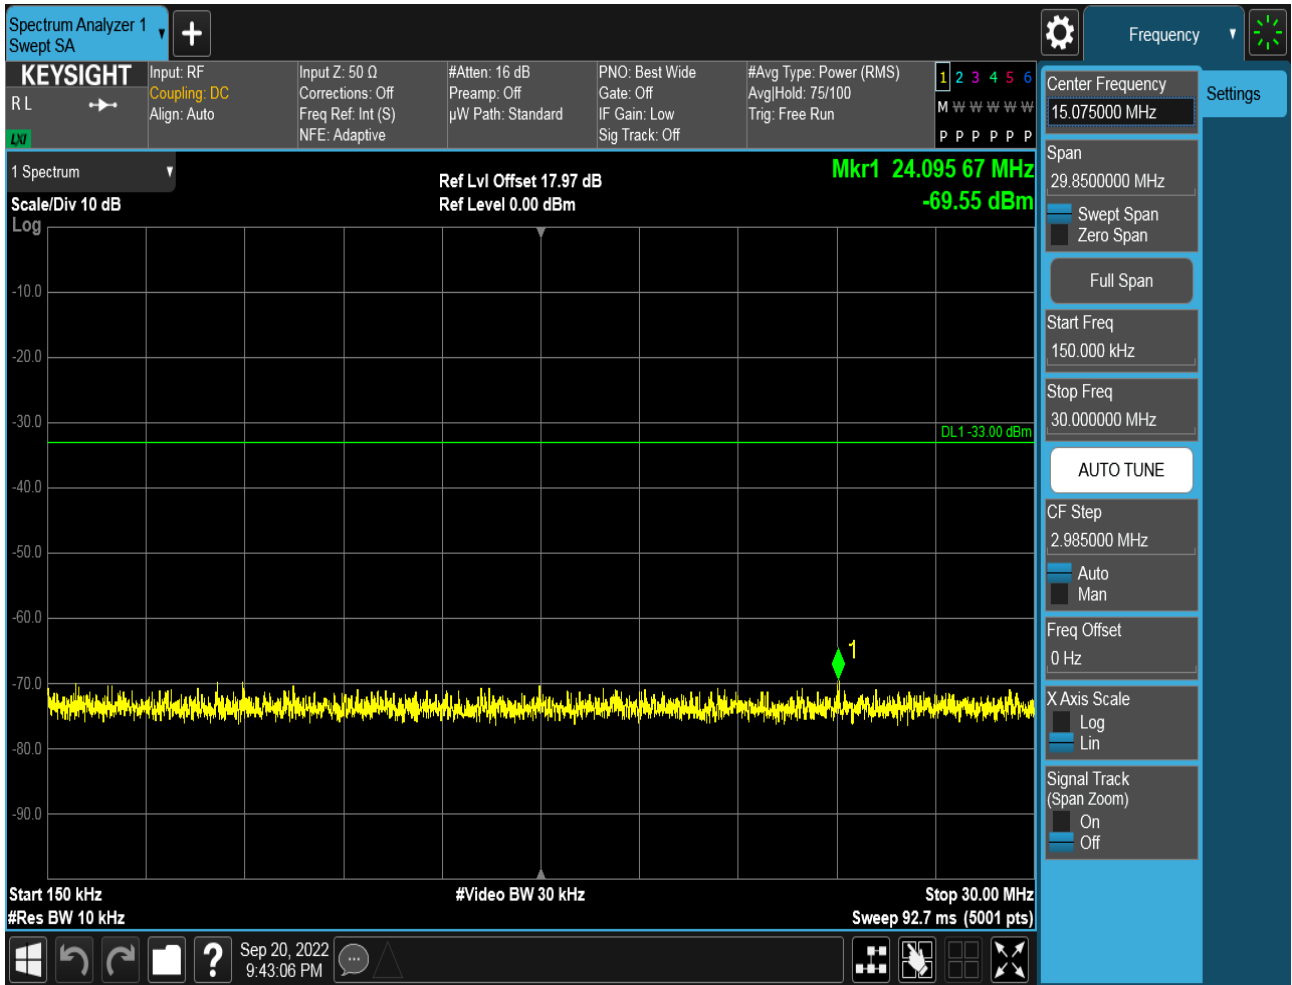 Spectrum Analyzer 1
Swept SA
Frequency
KEYSIGHT
R L
LXI
Input: RF
Coupling: DC
Align: Auto
Input Z: 50 Ω
Corrections: Off
Freq Ref: Int (S)
NFE: Adaptive
#Atten: 16 dB
Preamp: Off
µW Path: Standard
PNO: Best Wide
Gate: Off
IF Gain: Low
Sig Track: Off
#Avg Type: Power (RMS)
Avg|Hold: 75/100
Trig: Free Run
1 2 3 4 5 6
M W W W W W
P P P P P P
1 Spectrum
Scale/Div 10 dB
Log
Ref Lvl Offset 17.97 dB
Ref Level 0.00 dBm
Mkr1 24.095 67 MHz
-69.55 dBm
-10.0
-20.0
-30.0
DL1 -33.00 dBm
-40.0
-50.0
-60.0
1
-70.0
-80.0
-90.0
Start 150 kHz
#Video BW 30 kHz
Stop 30.00 MHz
#Res BW 10 kHz
Sweep 92.7 ms (5001 pts)
?
Sep 20, 2022
9:43:06 PM
Center Frequency
15.075000 MHz
Settings
Span
29.8500000 MHz
Swept Span
Zero Span
Full Span
Start Freq
150.000 kHz
Stop Freq
30.000000 MHz
AUTO TUNE
CF Step
2.985000 MHz
Auto
Man
Freq Offset
0 Hz
X Axis Scale
Log
Lin
Signal Track
(Span Zoom)
On
Off